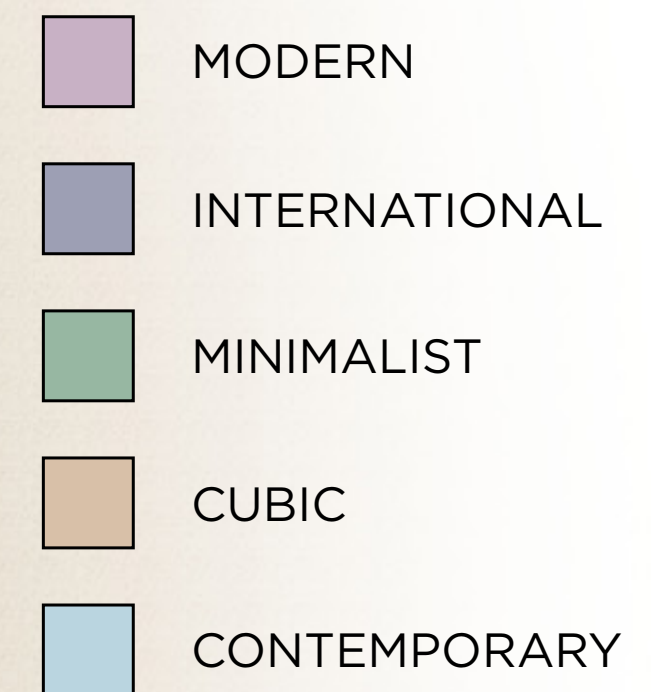 MODERN
INTERNATIONAL
MINIMALIST
CUBIC
CONTEMPORARY